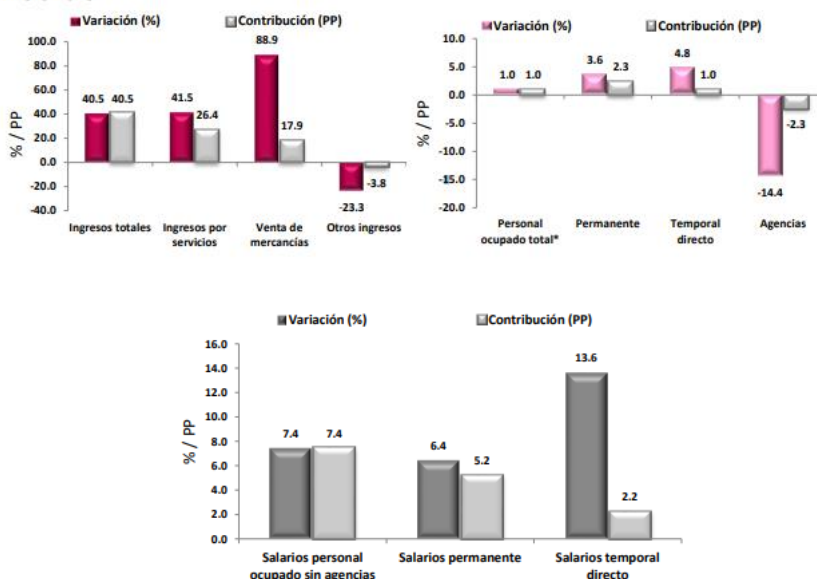 Variación (%) Contribución (PP)
100.0
80.0
60.0
40.0
20.0
0.0
-20.0
-40.0
% / PP
40.5 40.5
41.5
26.4
88.9
17.9
-23.3
-3.8
Ingresos totales
Ingresos por
servicios
Venta de
mercancías
Otros ingresos
Variación (%) Contribución (PP)
10.0
5.0
0.0
-5.0
-10.0
-15.0
-20.0
% / PP
1.0 1.0
3.6
2.3
4.8
1.0
-14.4
-2.3
Personal
ocupado total*
Permanente
Temporal
directo
Agencias
Variación (%) Contribución (PP)
16.0
14.0
12.0
10.0
8.0
6.0
4.0
2.0
0.0
% / PP
7.4 7.4
6.4
5.2
13.6
2.2
Salarios personal
ocupado sin agencias
Salarios permanente
Salarios temporal
directo